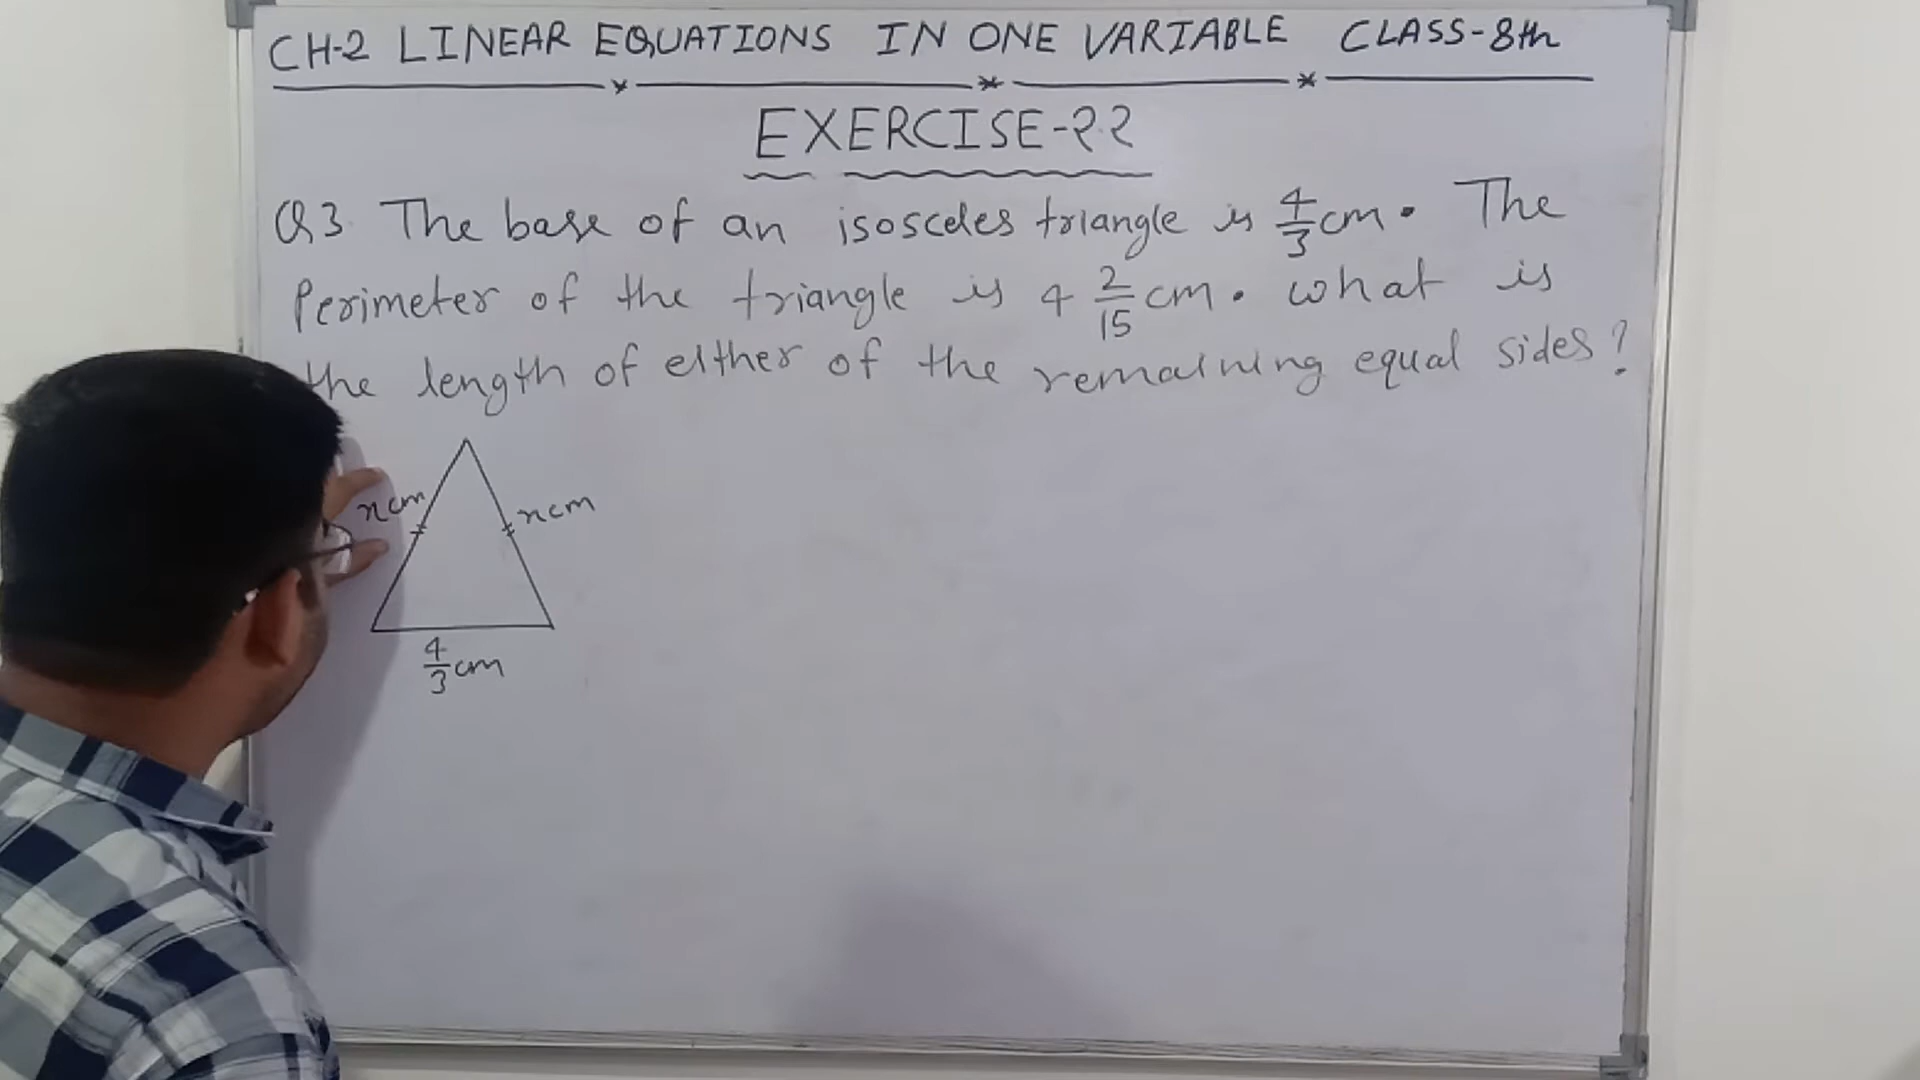 CH-2 LINEAR EQUATIONS IN ONE VARIABLE CLASS-8th
EXERCISE-2.2
Q3 The base of an isosceles triangle is 4/3 cm. The
Perimeter of the triangle is 4 2/15 cm. what is
the length of either of the remaining equal sides?
x cm x cm
4/3 cm